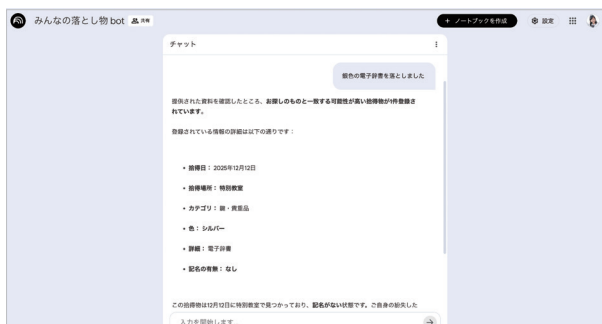 みんなの落とし物 bot 共有
+ ノートブックを作成 設定
チャット
銀色の電子辞書を落としました
提供された資料を確認したところ、お探しのものと一致する可能性が高い拾得物が1件登録さ
れています。
登録されている情報の詳細は以下の通りです：
• 拾得日： 2025年12月12日
• 拾得場所： 特別教室
• カテゴリ： 鍵・貴重品
• 色： シルバー
• 詳細： 電子辞書
• 記名の有無： なし
この拾得物は12月12日に特別教室で見つかっており、記名がない状態です。ご自身の紛失した
入力を開始します